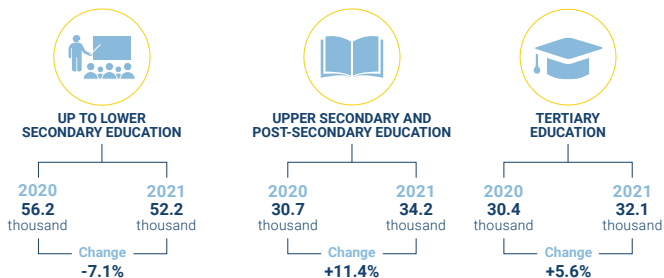 UP TO LOWER
SECONDARY EDUCATION
2020
56.2
thousand
2021
52.2
thousand
Change
-7.1%
UPPER SECONDARY AND
POST-SECONDARY EDUCATION
2020
30.7
thousand
2021
34.2
thousand
Change
+11.4%
TERTIARY
EDUCATION
2020
30.4
thousand
2021
32.1
thousand
Change
+5.6%